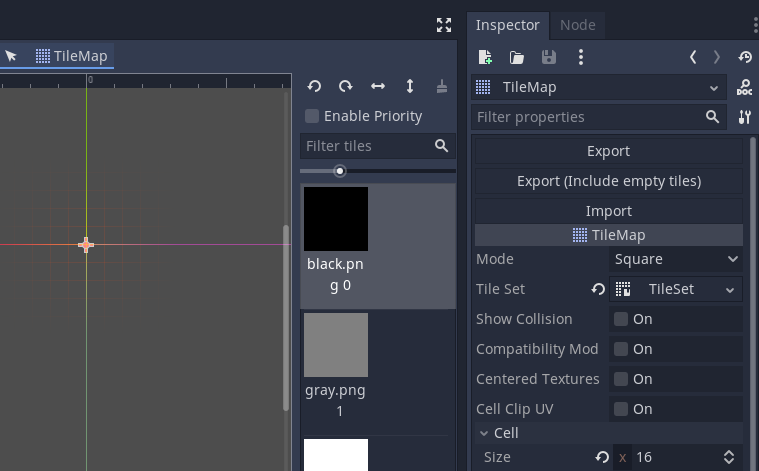 Inspector Node
TileMap
TileMap
0
DOC
Enable Priority
Filter properties
Filter tiles
Export
Export (Include empty tiles)
Import
TileMap
black.pn
g 0
Mode Square
Tile Set TileSet
Show Collision On
gray.png
1
Compatibility Mod On
Centered Textures On
Cell Clip UV On
Cell
Size x 16